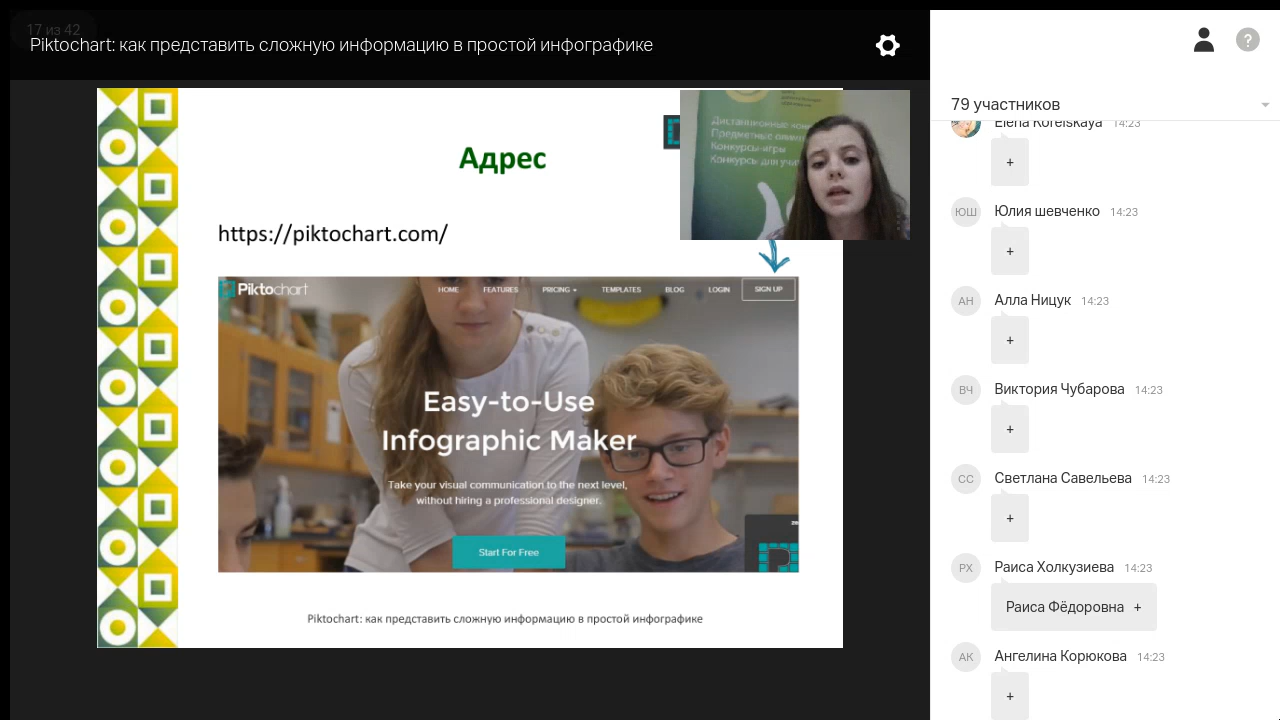 17 из 42
Piktochart: как представить сложную информацию в простой инфографике
Адрес
https://piktochart.com/
Дистанционные
Предметные
Конкурсы-игры
Конкурсы для
Piktochart
HOME FEATURES PRICING TEMPLATES BLOG LOGIN SIGN UP
Easy-to-Use
Infographic Maker
Take your visual communication to the next level,
without hiring a professional designer.
Start For Free
Piktochart: как представить сложную информацию в простой инфографике
79 участников
Elena Korelskaya 14:23
+
ЮШ Юлия шевченко 14:23
+
АН Алла Ницук 14:23
+
ВЧ Виктория Чубарова 14:23
+
СС Светлана Савельева 14:23
+
РХ Раиса Холкузиева 14:23
Раиса Фёдоровна +
АК Ангелина Корюкова 14:23
+